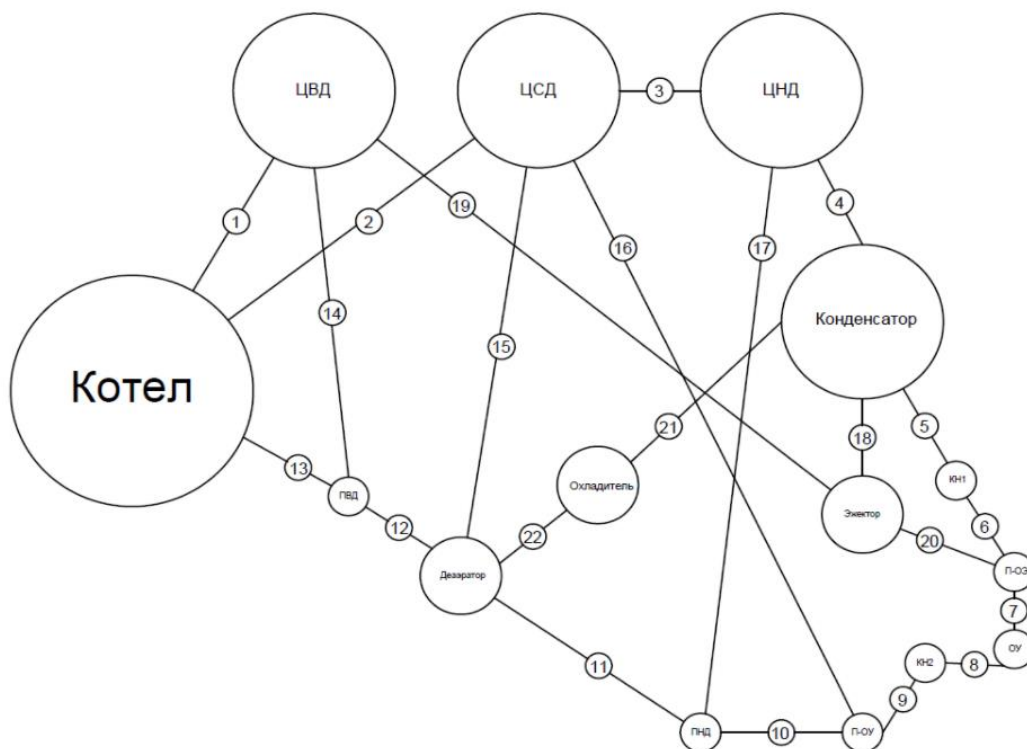 ЦВД
ЦСД
3
ЦНД
1
2
19
4
16
17
14
15
Конденсатор
Котел
21
18
5
13
ПВД
Охладитель
КН1
12
22
Эжектор
20
6
Деаэратор
П-ОЭ
7
11
ОУ
КН2
8
9
ПНД
10
П-ОУ